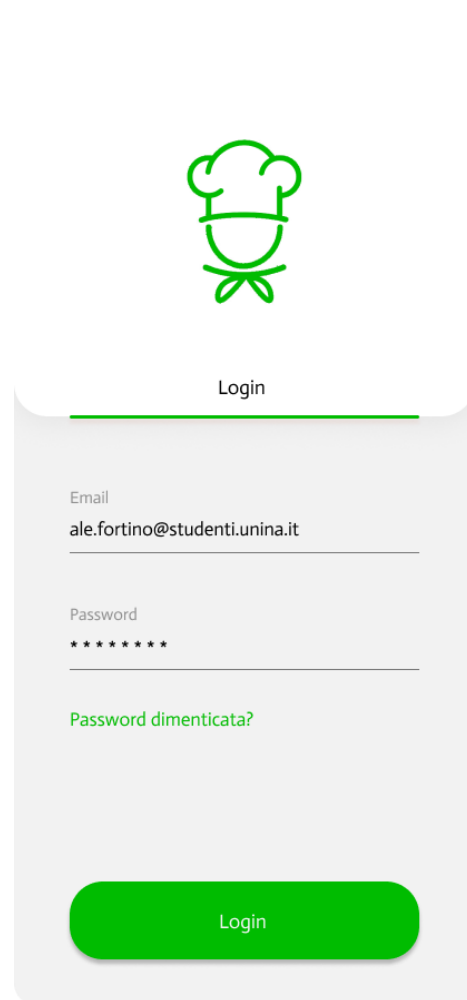 Login
Email
ale.fortino@studenti.unina.it
Password
* * * * * * * *
Password dimenticata?
Login